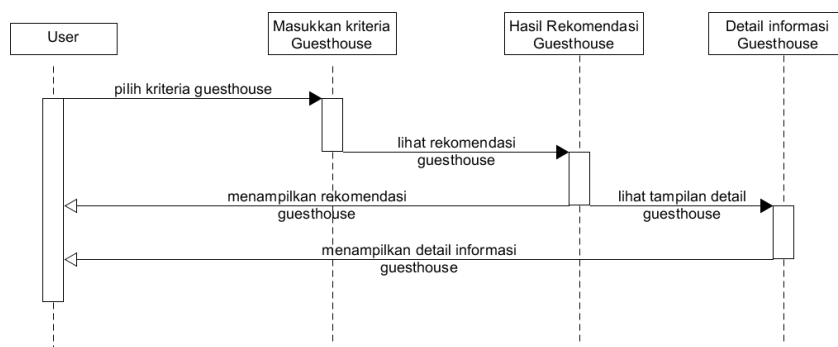 User
Masukkan kriteria
Guesthouse
Hasil Rekomendasi
Guesthouse
Detail informasi
Guesthouse
pilih kriteria guesthouse
lihat rekomendasi
guesthouse
menampilkan rekomendasi
guesthouse
lihat tampilan detail
guesthouse
menampilkan detail informasi
guesthouse